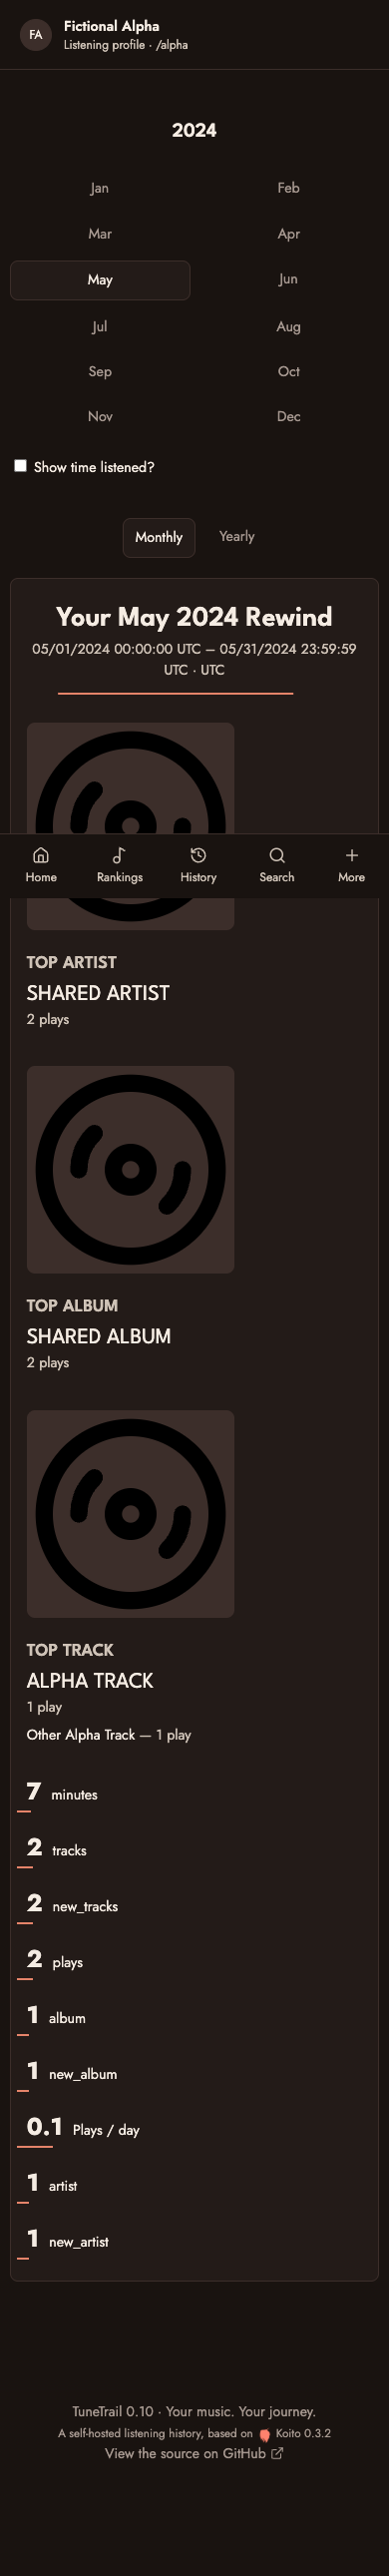 FA
Fictional Alpha
Listening profile · /alpha
2024
Jan Feb
Mar Apr
May Jun
Jul Aug
Sep Oct
Nov Dec
Show time listened?
Monthly Yearly
Your May 2024 Rewind
05/01/2024 00:00:00 UTC – 05/31/2024 23:59:59
UTC · UTC
Home Rankings History Search More
TOP ARTIST
SHARED ARTIST
2 plays
TOP ALBUM
SHARED ALBUM
2 plays
TOP TRACK
ALPHA TRACK
1 play
Other Alpha Track — 1 play
7 minutes
2 tracks
2 new_tracks
2 plays
1 album
1 new_album
0.1 Plays / day
1 artist
1 new_artist
TuneTrail 0.10 · Your music. Your journey.
A self-hosted listening history, based on Koito 0.3.2
View the source on GitHub